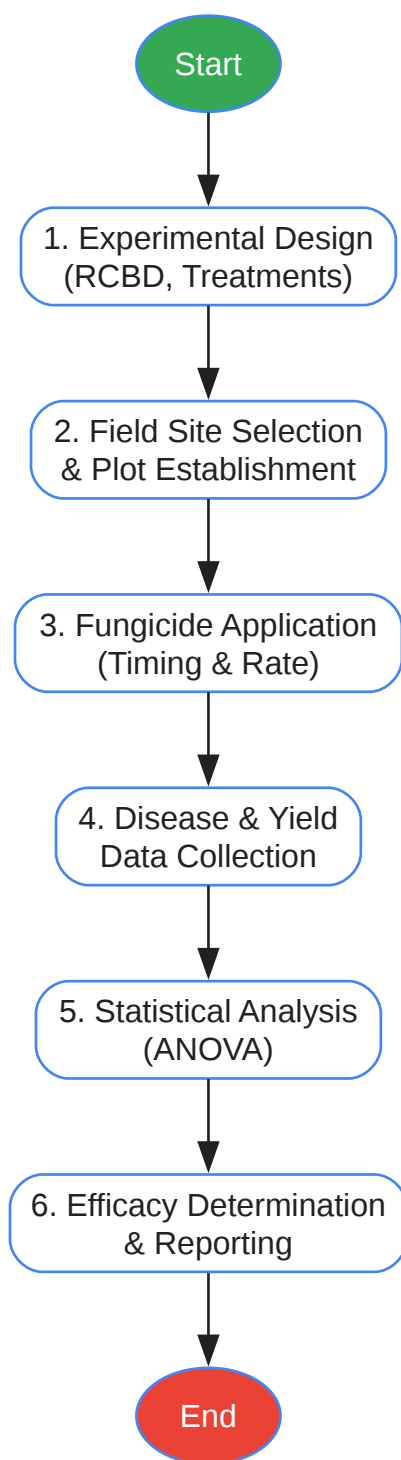 Start
1. Experimental Design
(RCBD, Treatments)
2. Field Site Selection
& Plot Establishment
3. Fungicide Application
(Timing & Rate)
4. Disease & Yield
Data Collection
5. Statistical Analysis
(ANOVA)
6. Efficacy Determination
& Reporting
End